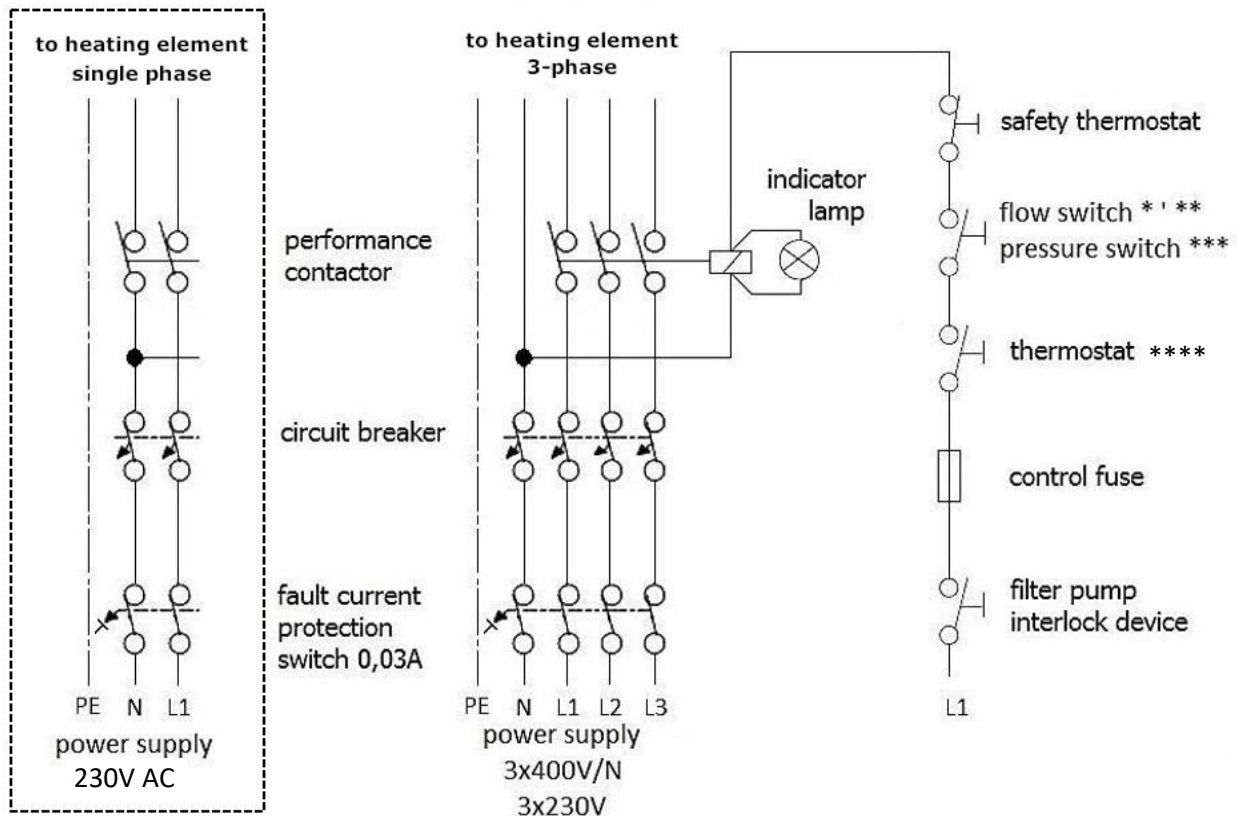 to heating element
single phase
performance
contactor
circuit breaker
fault current
protection
switch 0,03A
PE N L1
power supply
230V AC
to heating element
3-phase
indicator
lamp
PE N L1 L2 L3
power supply
3x400V/N
3x230V
safety thermostat
flow switch * ' **
pressure switch ***
thermostat ****
control fuse
filter pump
interlock device
L1